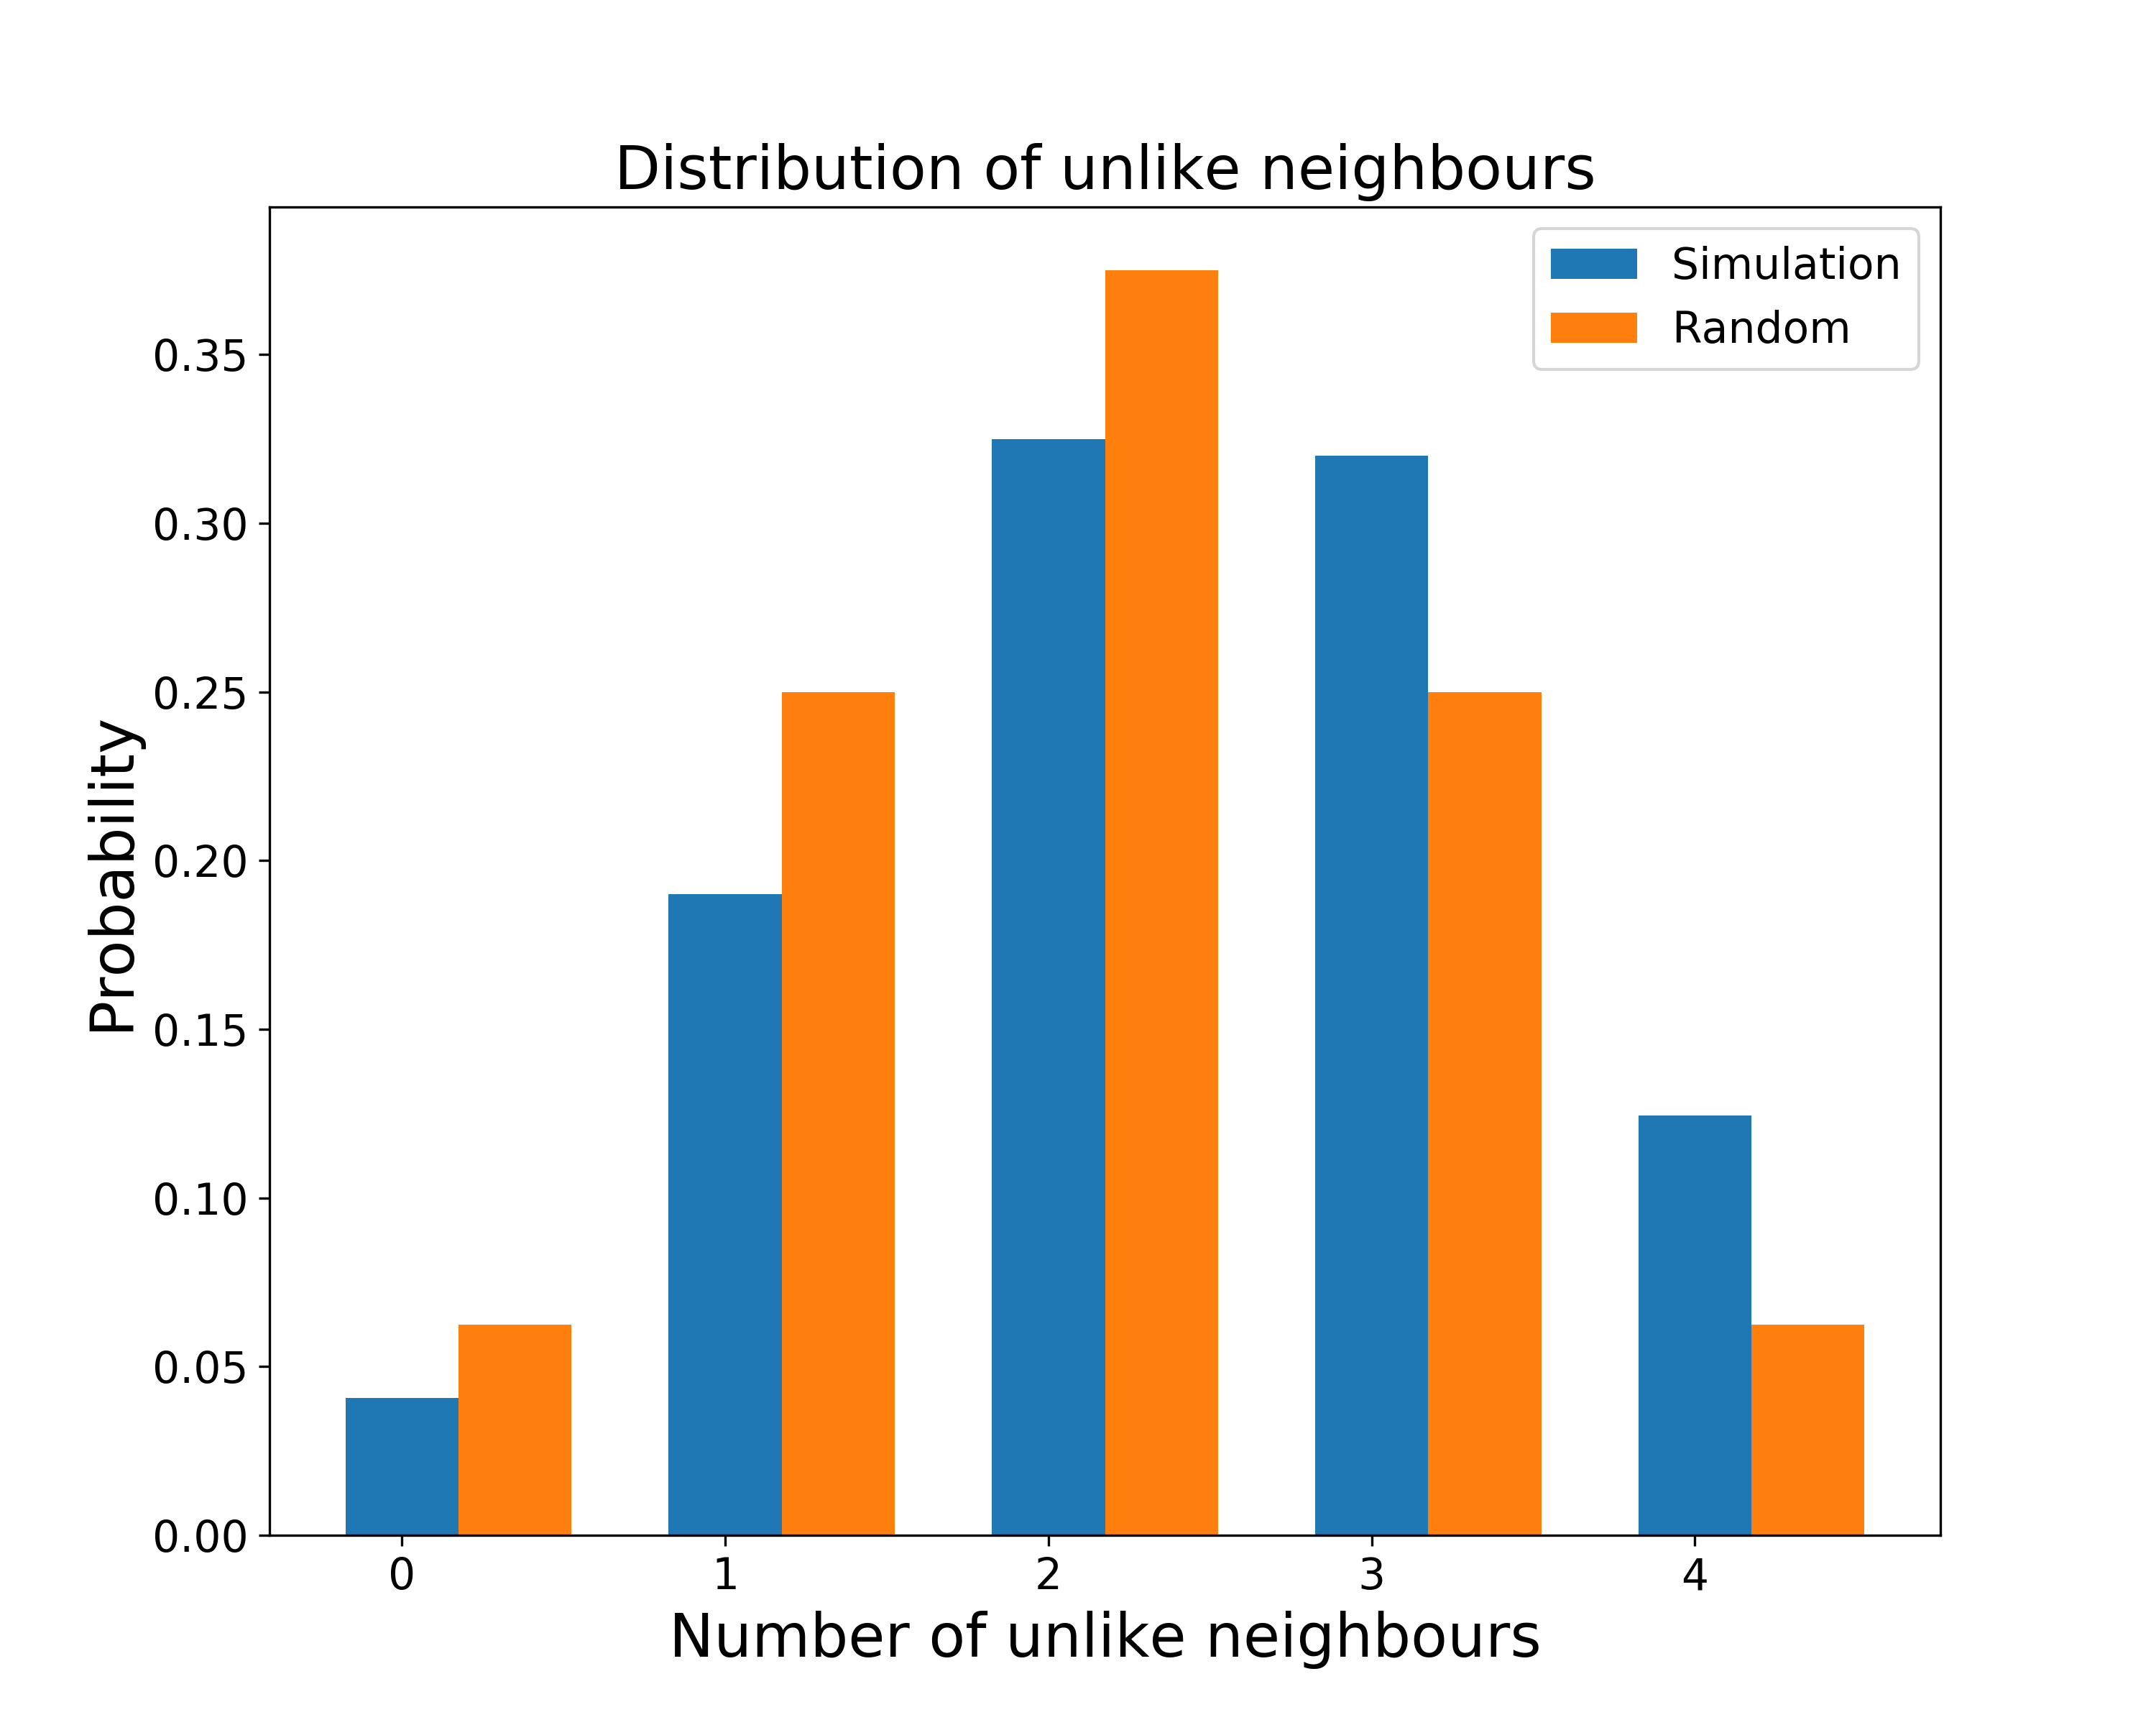 Distribution of unlike neighbours
Simulation
Random
Probability
0.35
0.30
0.25
0.20
0.15
0.10
0.05
0.00
0 1 2 3 4
Number of unlike neighbours